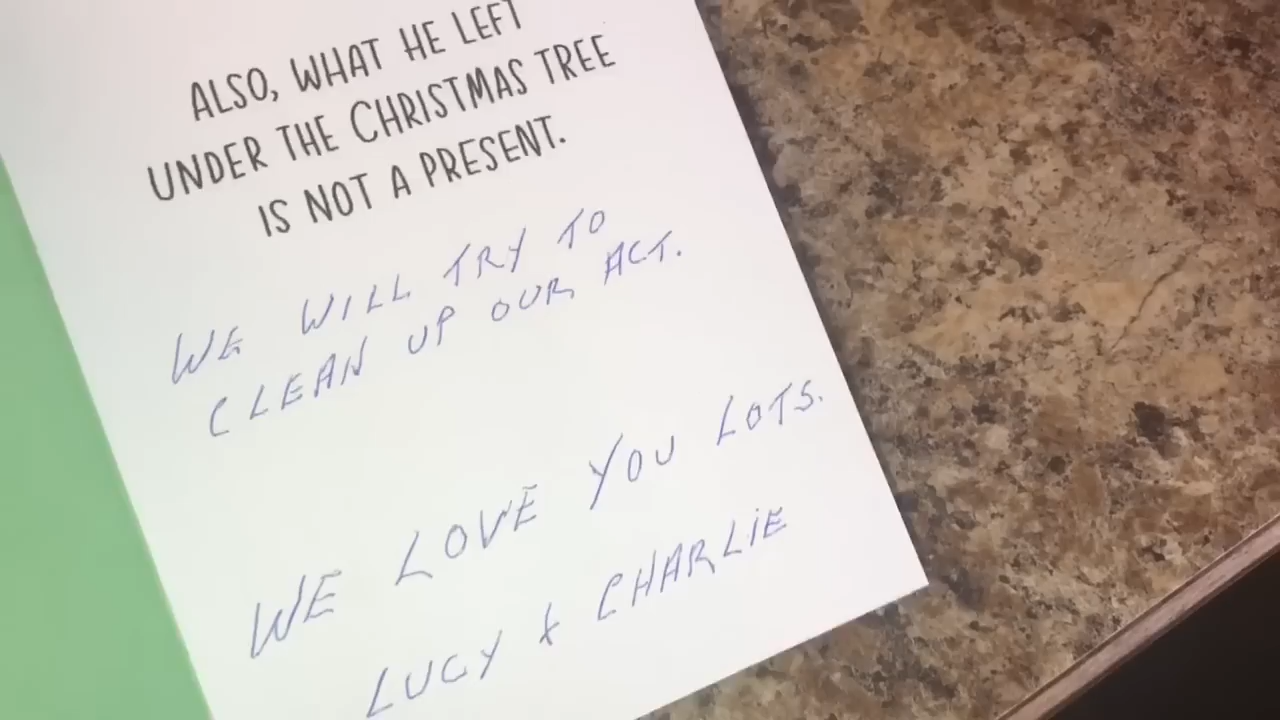 ALSO, WHAT HE LEFT
UNDER THE CHRISTMAS TREE
IS NOT A PRESENT.
WE WILL TRY TO
CLEAN UP OUR ACT.
WE LOVE YOU LOTS.
LUCY & CHARLIE